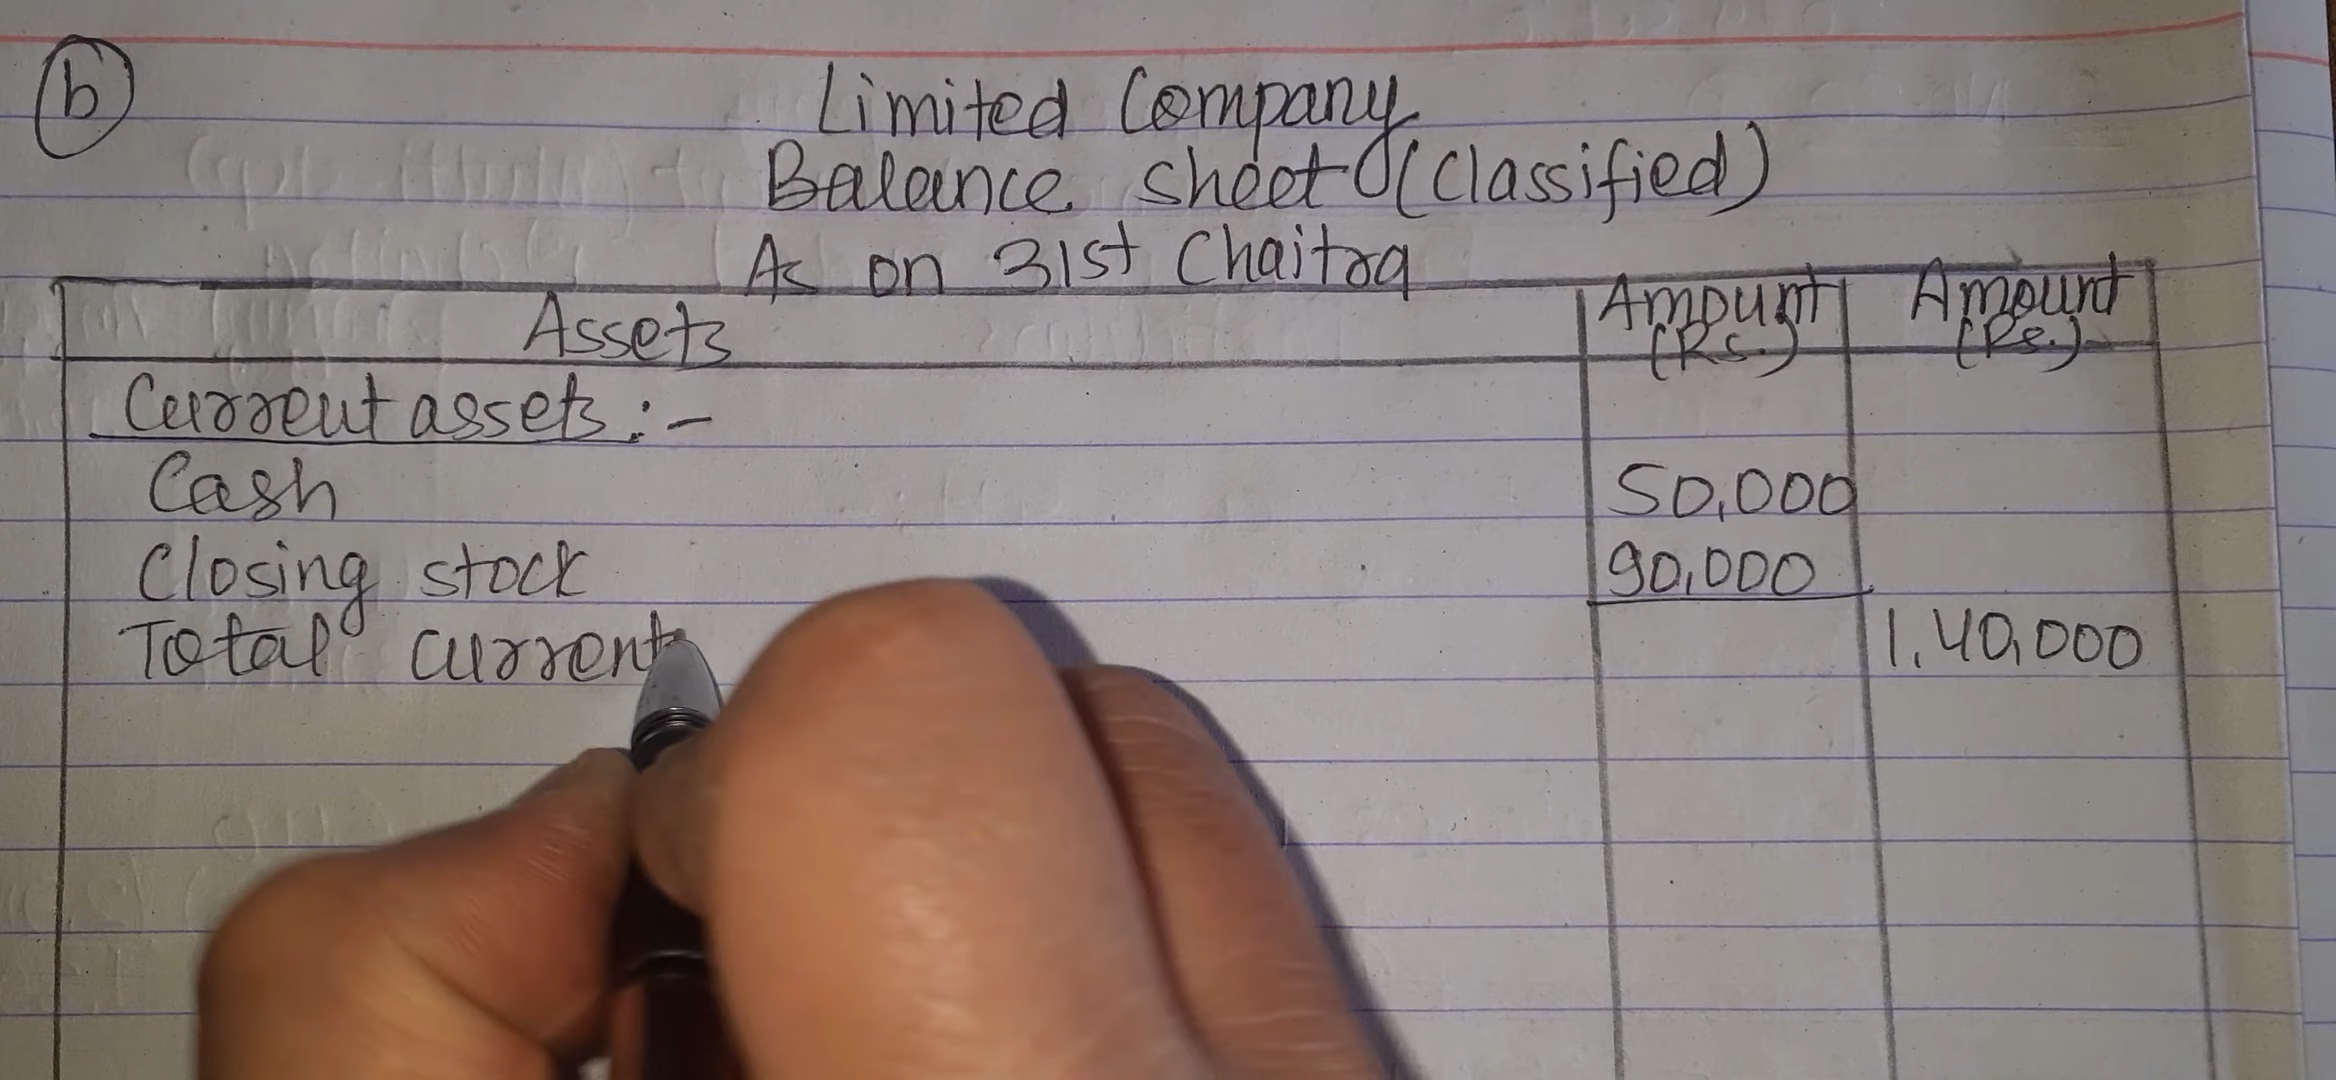 b
Limited Company
Balance sheet (Classified)
As on 31st Chaitra
Assets Amount (Rs.) Amount (Rs.)
Current assets :-
Cash 50,000
Closing stock 90,000
Total current 1,40,000